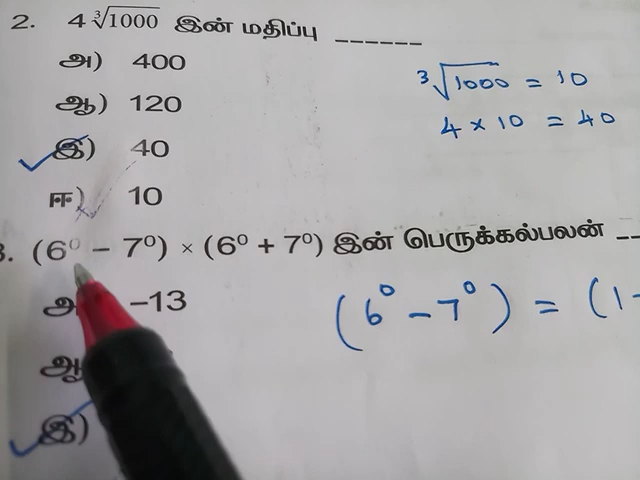 2. 4∛1000 இன் மதிப்பு ______
அ) 400
ஆ) 120
இ) 40
ஈ) 10
∛1000 = 10
4 × 10 = 40
3. (6⁰ − 7⁰) × (6⁰ + 7⁰) இன் பெருக்கல்பலன் __
அ −13
ஆ
இ)
(6⁰ − 7⁰) = (1 -